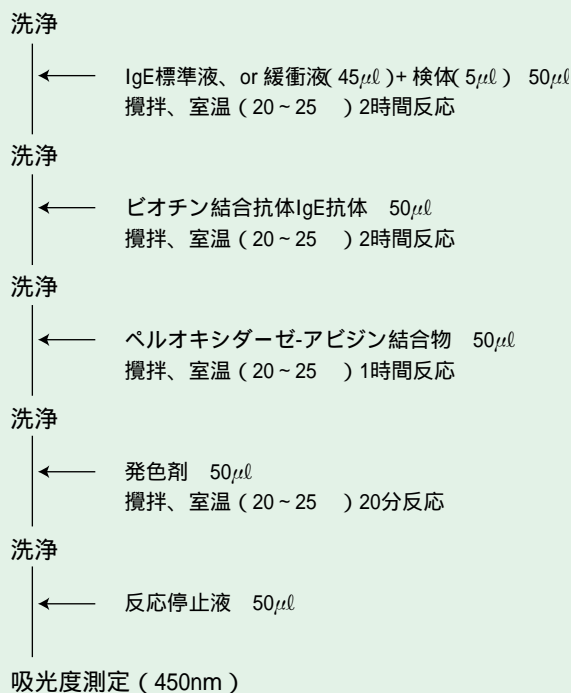 洗浄
IgE標準液、or 緩衝液( 45μℓ )+ 検体( 5μℓ ) 50μℓ
攪拌、室温 ( 20 ~ 25　) 2時間反応
洗浄
ビオチン結合抗体IgE抗体　50μℓ
攪拌、室温 ( 20 ~ 25　) 2時間反応
洗浄
ペルオキシダーゼ-アビジン結合物　50μℓ
攪拌、室温 ( 20 ~ 25　) 1時間反応
洗浄
発色剤　50μℓ
攪拌、室温 ( 20 ~ 25　) 20分反応
洗浄
反応停止液　50μℓ
吸光度測定 ( 450nm )